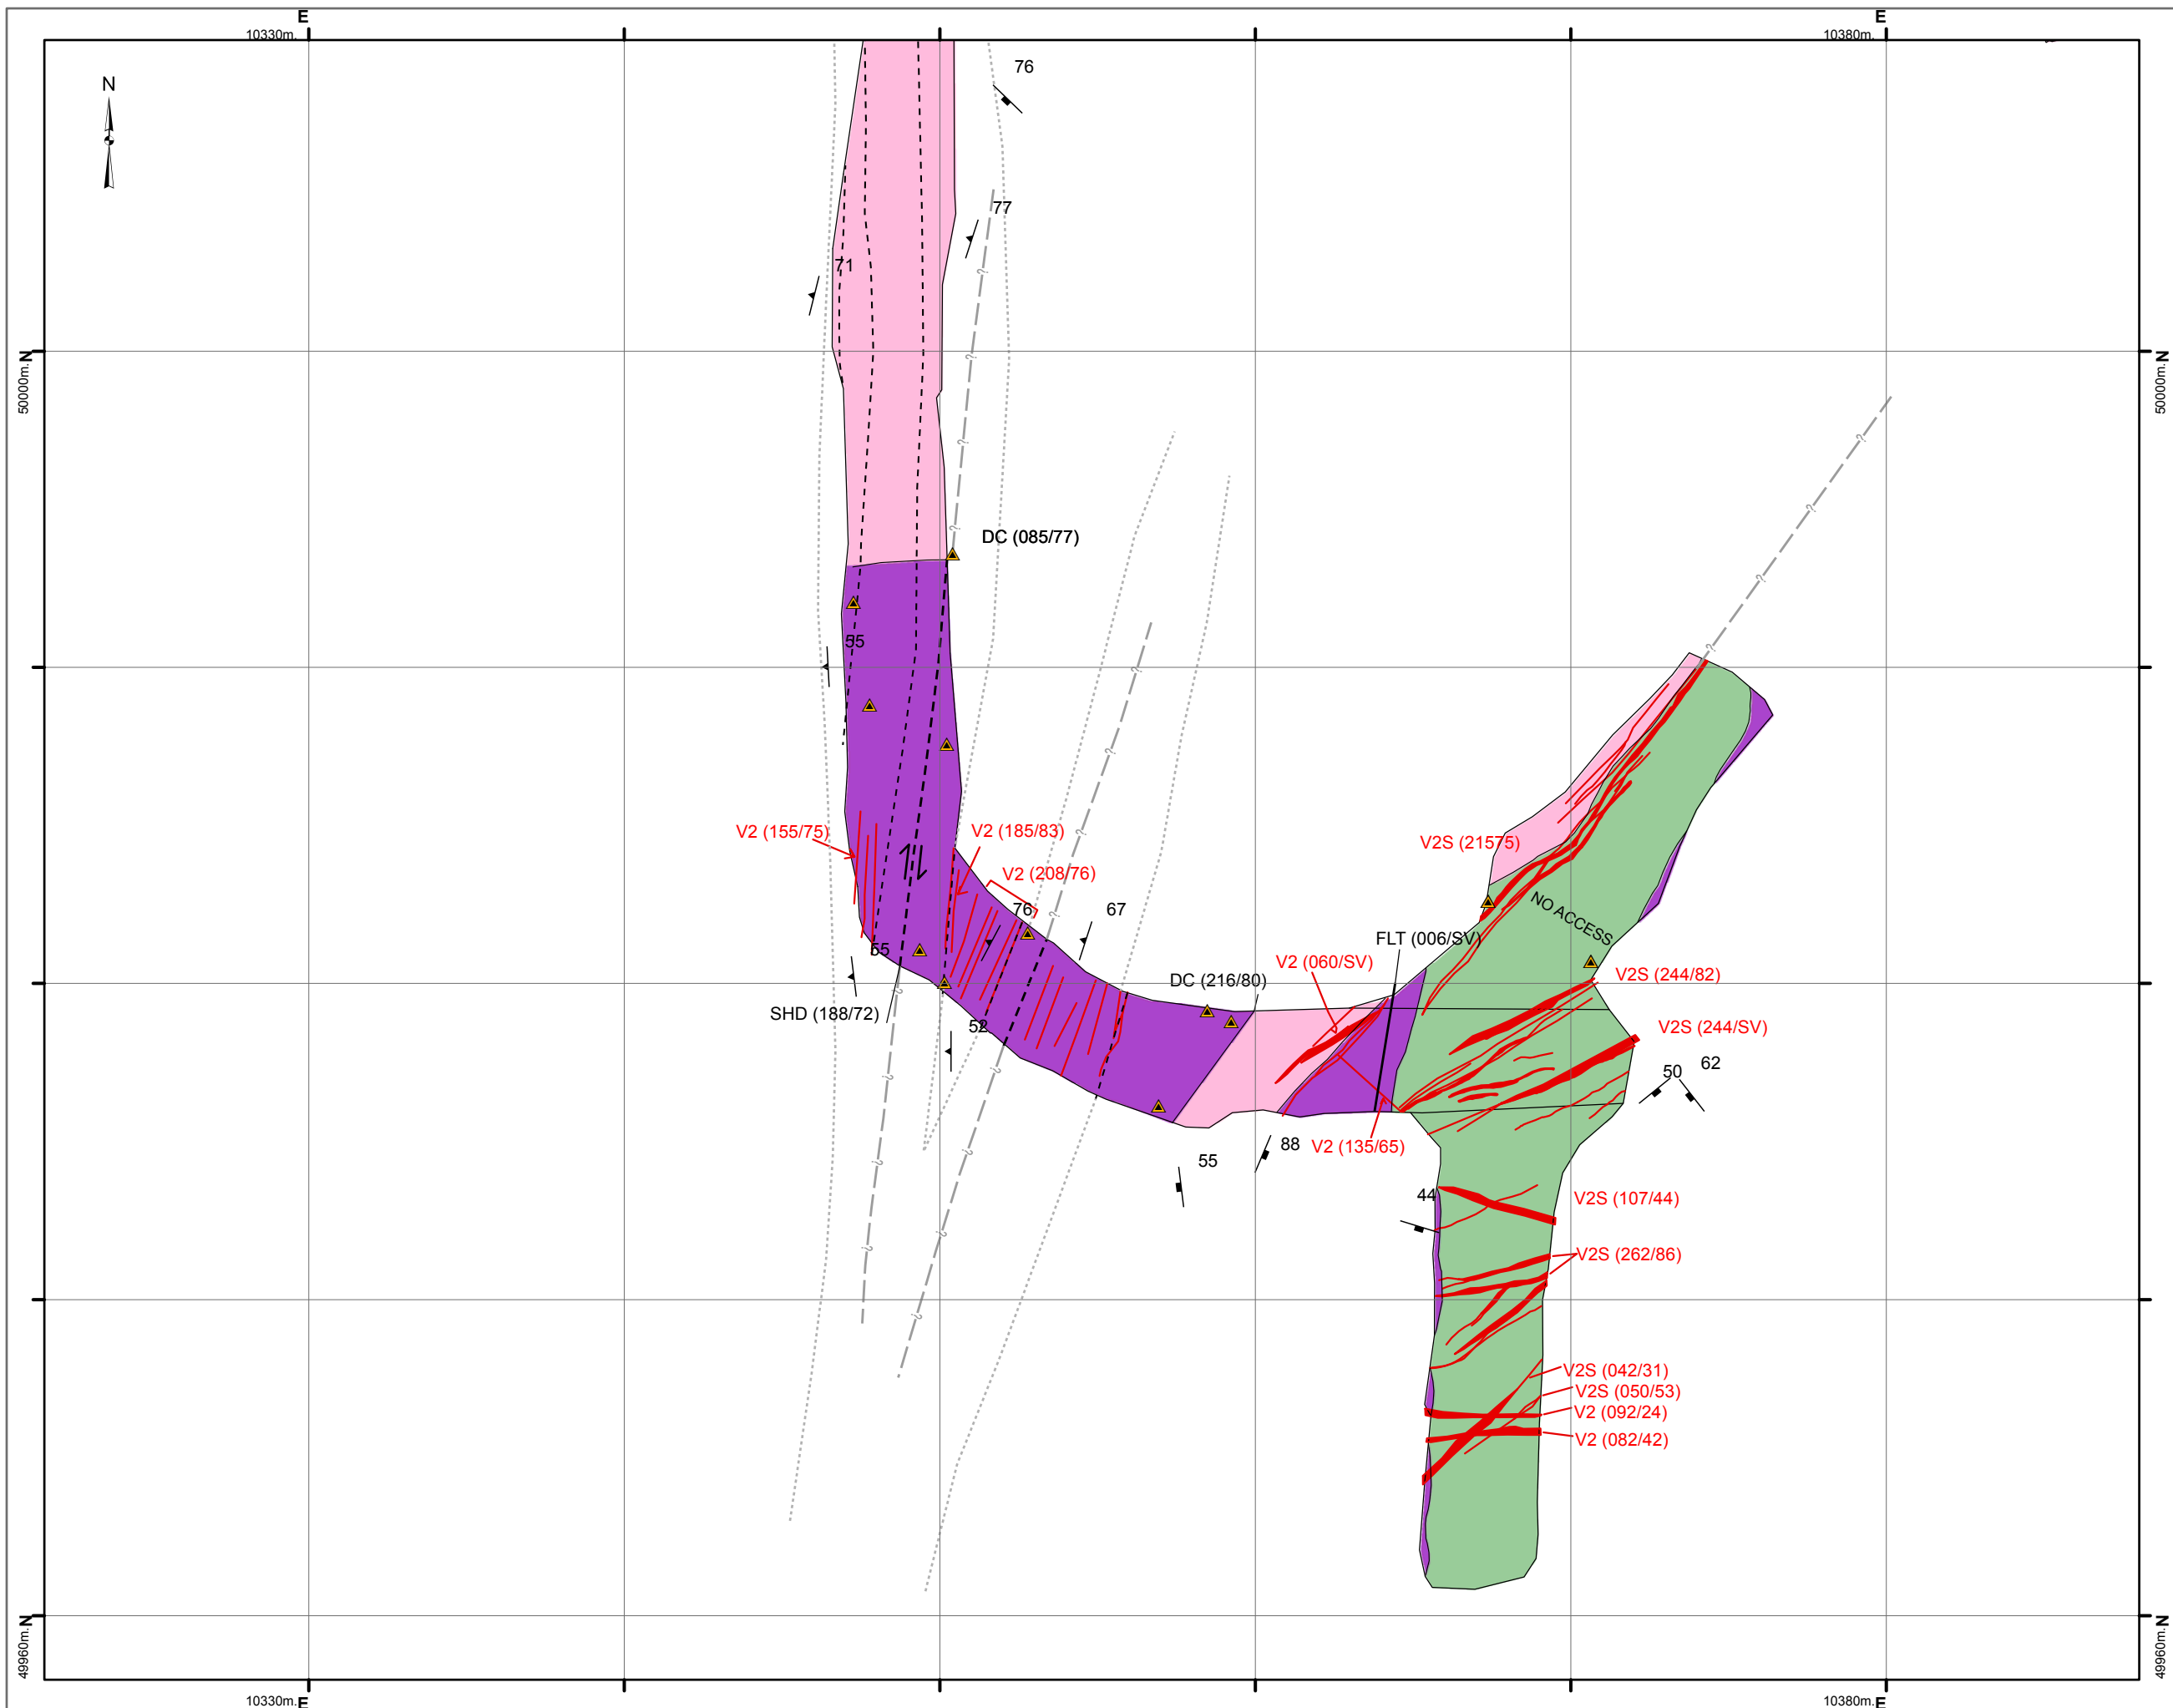 E
E
10330m.
10380m.
N
76
77
71
N
50000m.
N
50000m.
?
?
?
?
?
DC (085/77)
?
?
?
55
?
?
V2 (155/75)
V2 (185/83)
?
V2S (21575)
V2 (208/76)
76
67
?
NO ACCESS
55
FLT (006/SV)
V2 (060/SV)
DC (216/80)
V2S (244/82)
?
SHD (188/72)
52
V2S (244/SV)
?
?
50
62
88
V2 (135/65)
?
?
55
44
V2S (107/44)
?
?
V2S (262/86)
?
V2S (042/31)
V2S (050/53)
V2 (092/24)
V2 (082/42)
N
49960m.
N
49960m.
10330m.
E
10380m.
E